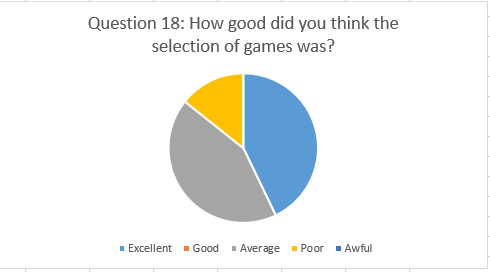 Question 18: How good did you think the
selection of games was?
Excellent Good Average Poor Awful